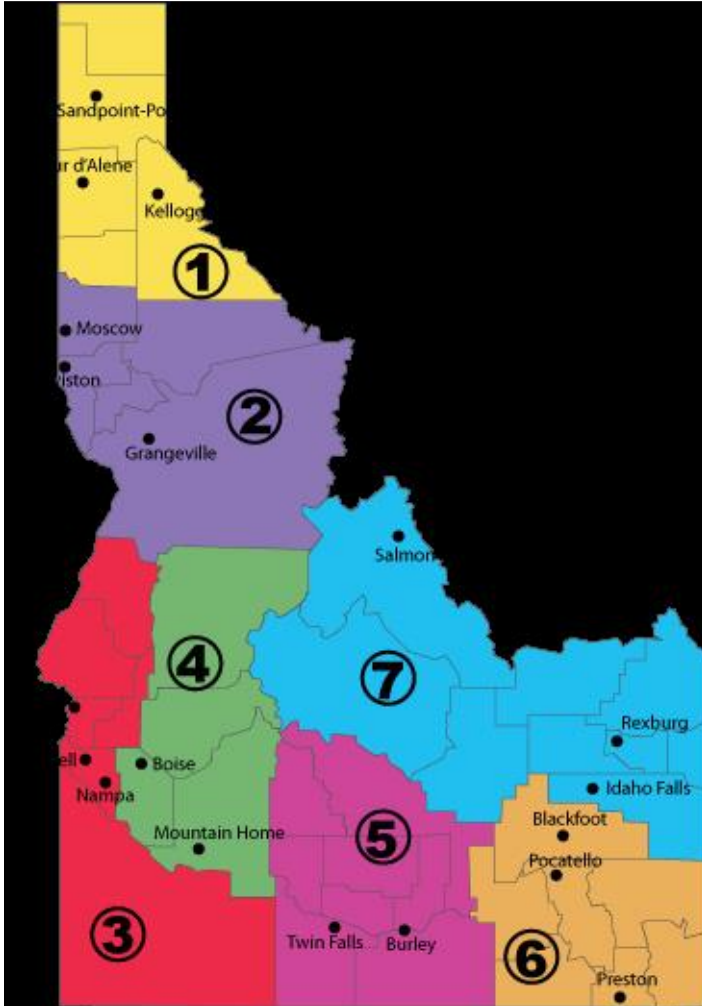 Sandpoint-Po
ur d'Alene
Kellogg
1
Moscow
iston
2
Grangeville
Salmon
4
7
Rexburg
ell
Boise
Nampa
Idaho Falls
Blackfoot
Mountain Home
5
Pocatello
3
Twin Falls
Burley
6
Preston